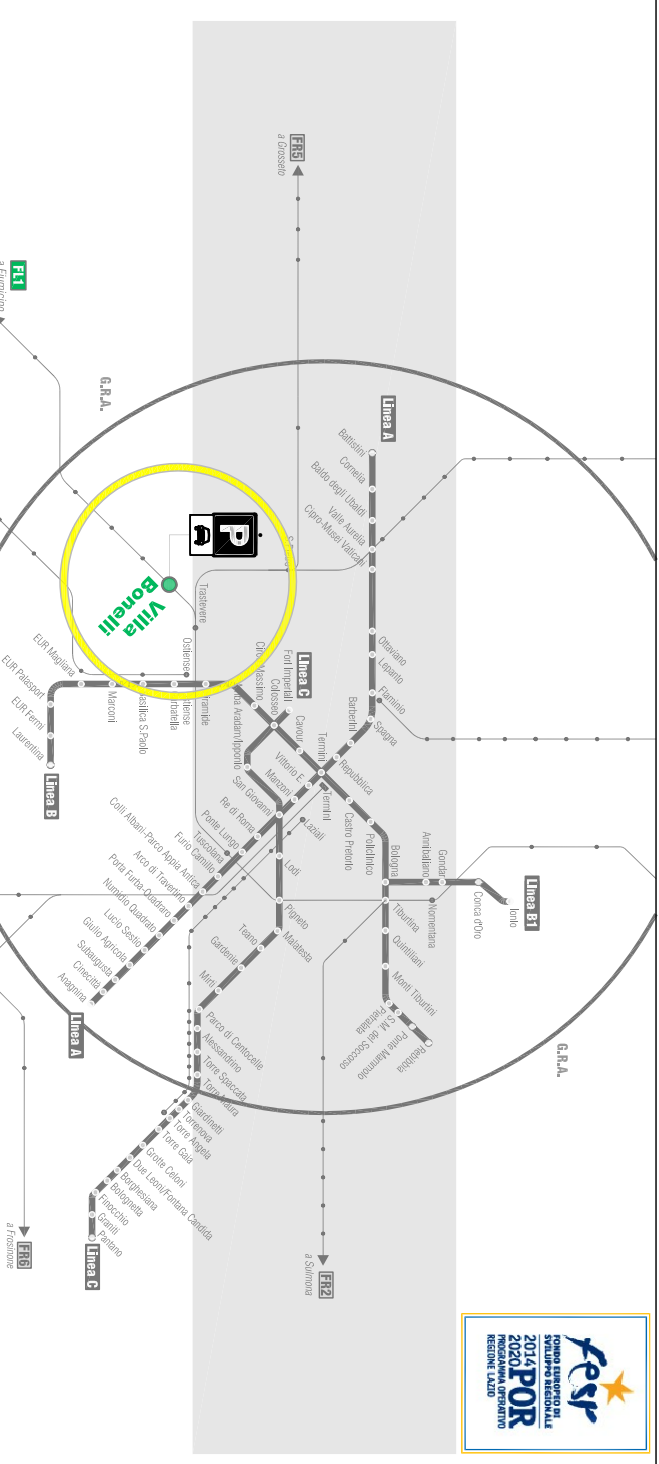 FR5
a Grosseto
FL1
a Fiumicino
G.R.A.
Linea A
Battistini
Cornelia
Baldo degli Ubaldi
Valle Aurelia
Cipro-Musei Vaticani
Ottaviano
Lepanto
Flaminio
Spagna
Barberini
Repubblica
Termini
Termini
Vittorio E.
Manzoni
San Giovanni
Re di Roma
Ponte Lungo
Tuscolana
Furio Camillo
Colli Albani-Parco Appia Antica
Arco di Travertino
Porta Furba-Quadraro
Numidio Quadrato
Lucio Sestio
Giulio Agricola
Subaugusta
Cinecittà
Anagnina
Linea A
P
Villa
Bonelli
Trastevere
Ostiense
EUR Magliana
EUR Palasport
EUR Fermi
Laurentina
Linea B
Marconi
Basilica S-Paolo
Garbatella
Piramide
Circo Massimo
Colosseo
Fori Imperiali
Linea C
Cavour
Castro Pretorio
Policlinico
Bologna
Annibaliano
Gondar
Conca d'Oro
Jonio
Linea B1
Nomentana
Tiburtina
Quintiliani
Monti Tiburtini
Pietralata
S.M. del Soccorso
Ponte Mammolo
Rebibbia
Laziali
Lodi
Pigneto
Malatesta
Teano
Gardenie
Mirti
Parco di Centocelle
Alessandrino
Torre Spaccata
Torre Maura
Giardinetti
Torrenova
Torre Angela
Torre Gaia
Grotte Celoni
Due Leoni/Fontana Candida
Borghesiana
Bolognetta
Finocchio
Graniti
Pantano
Linea C
G.R.A.
FR2
a Sulmona
FR6
a Frosinone
fesr
FONDO EUROPEO DI
SVILUPPO REGIONALE
2014
2020
POR
PROGRAMMA OPERATIVO
REGIONE LAZIO